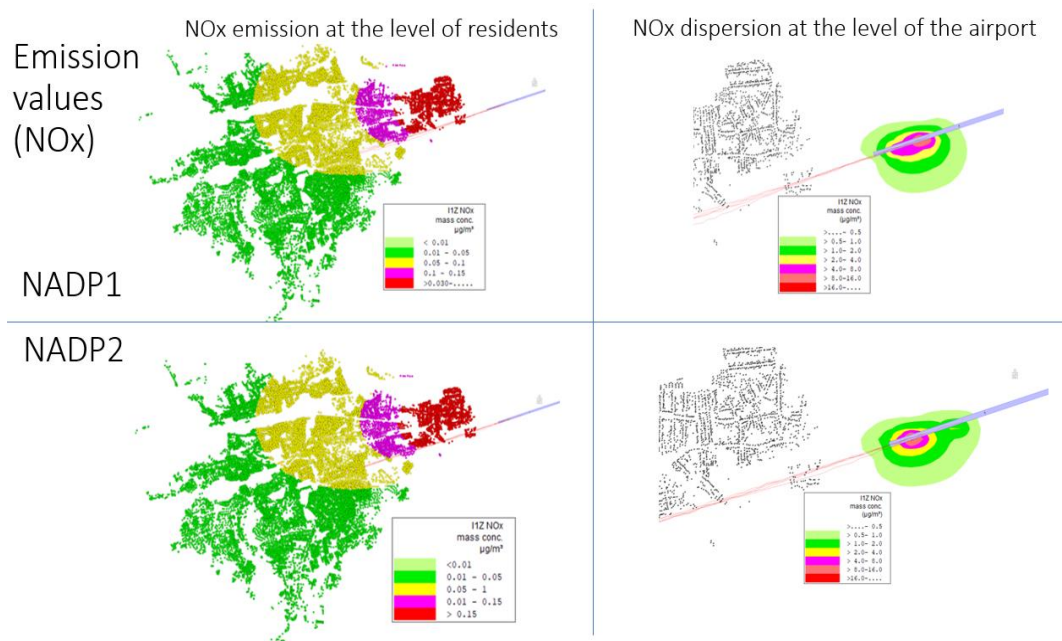 NOx emission at the level of residents
NOx dispersion at the level of the airport
Emission
values
(NOx)
NADP1
I1Z NOx
mass conc.
µg/m³
< 0.01
0.01 - 0.05
0.05 - 0.1
0.1 - 0.15
>0.030-.....
I1Z NOx
mass conc.
µg/m³
>....- 0.5
> 0.5- 1.0
> 1.0- 2.0
> 2.0- 4.0
> 4.0- 8.0
> 8.0-16.0
>16.0-....
NADP2
I1Z NOx
mass conc.
µg/m³
<0.01
0.01 - 0.05
0.05 - 1
0.01 - 0.15
> 0.15
I1Z NOx
mass conc.
(µg/m³)
>....- 0.5
> 0.5- 1.0
> 1.0- 2.0
> 2.0- 4.0
> 4.0- 8.0
> 8.0-16.0
>16.0-....